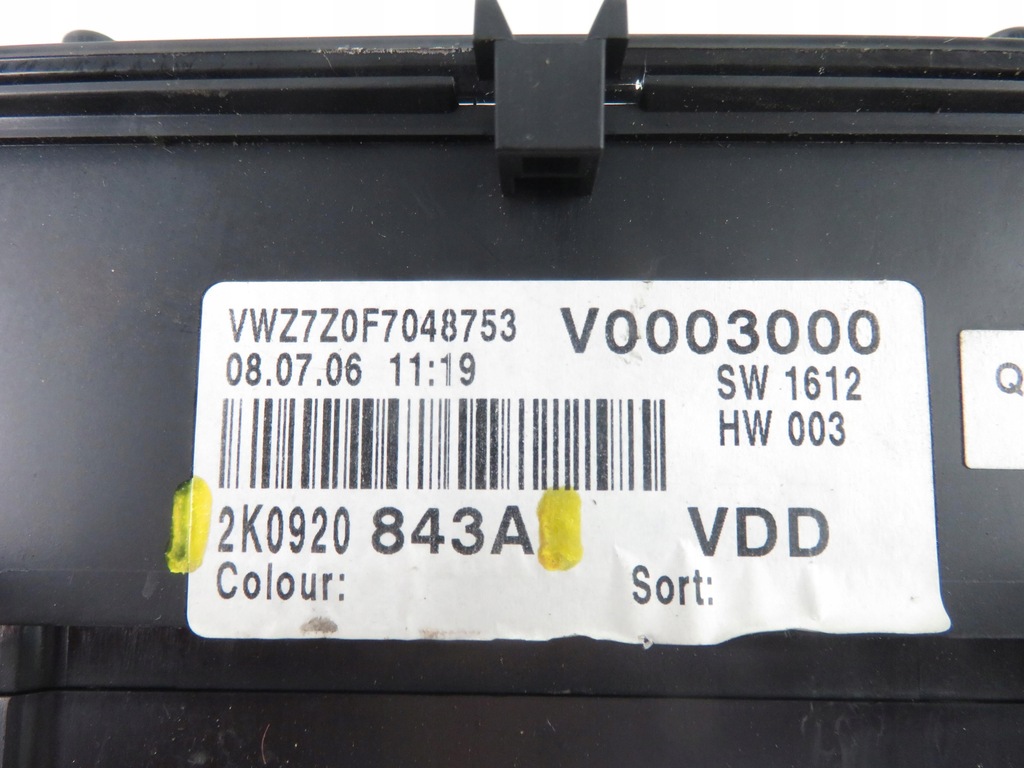 VWZ7Z0F7048753 V0003000
08.07.06 11:19 SW 1612
HW 003
2K0920 843A VDD
Colour: Sort:
Q